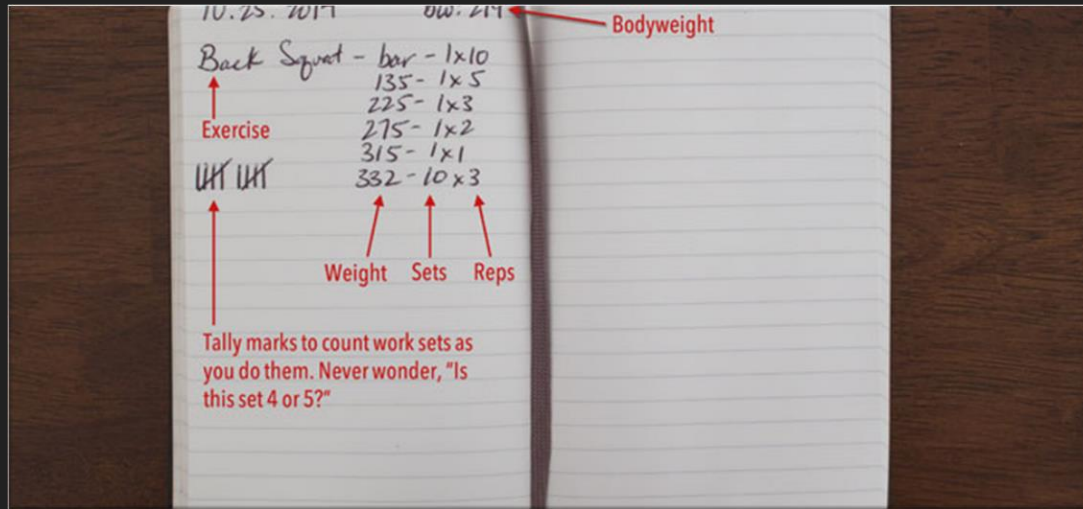 Bodyweight
Back Squat - bar - 1x10
135 - 1x5
225 - 1x3
Exercise
275 - 1x2
315 - 1x1
332 - 10x3
Weight Sets Reps
Tally marks to count work sets as
you do them. Never wonder, "Is
this set 4 or 5?"